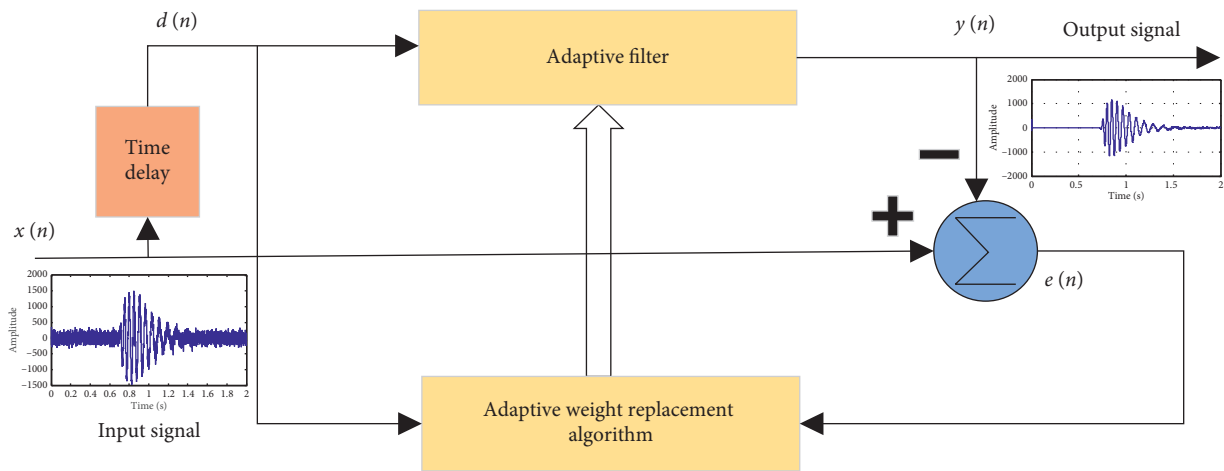 d (n)
y (n)
Output signal
Adaptive filter
Time
delay
x (n)
2000
1000
0
−1000
−2000
Amplitude
0
0.5
1
1.5
2
Time (s)
−
+
Σ
e (n)
2000
1500
1000
500
0
−500
−1000
−1500
Amplitude
0
0.2
0.4
0.6
0.8
1
1.2
1.4
1.6
1.8
2
Time (s)
Input signal
Adaptive weight replacement
algorithm